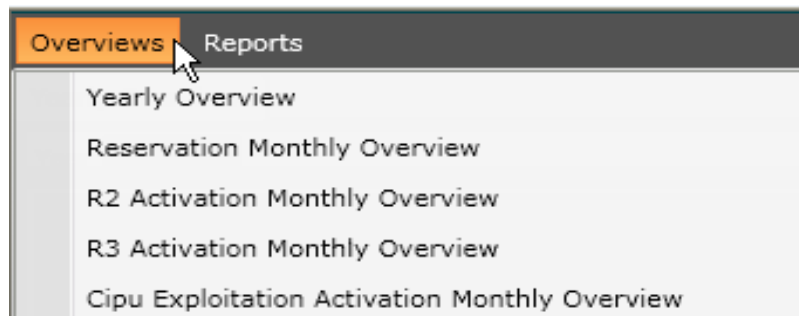 Overviews Reports
Yearly Overview
Reservation Monthly Overview
R2 Activation Monthly Overview
R3 Activation Monthly Overview
Cipu Exploitation Activation Monthly Overview